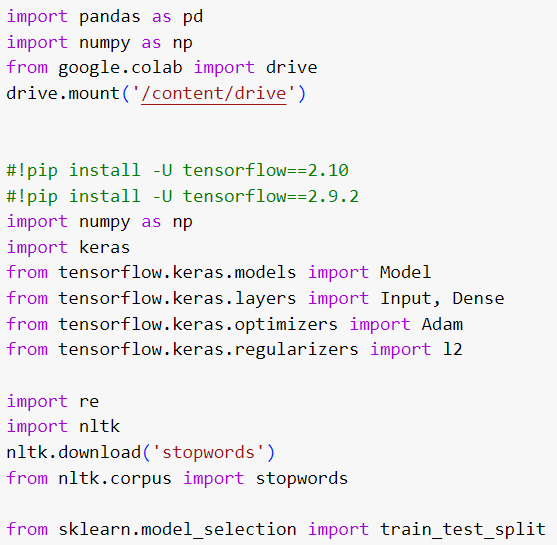 import pandas as pd
import numpy as np
from google.colab import drive
drive.mount('/content/drive')
#!pip install -U tensorflow==2.10
#!pip install -U tensorflow==2.9.2
import numpy as np
import keras
from tensorflow.keras.models import Model
from tensorflow.keras.layers import Input, Dense
from tensorflow.keras.optimizers import Adam
from tensorflow.keras.regularizers import l2
import re
import nltk
nltk.download('stopwords')
from nltk.corpus import stopwords
from sklearn.model_selection import train_test_split